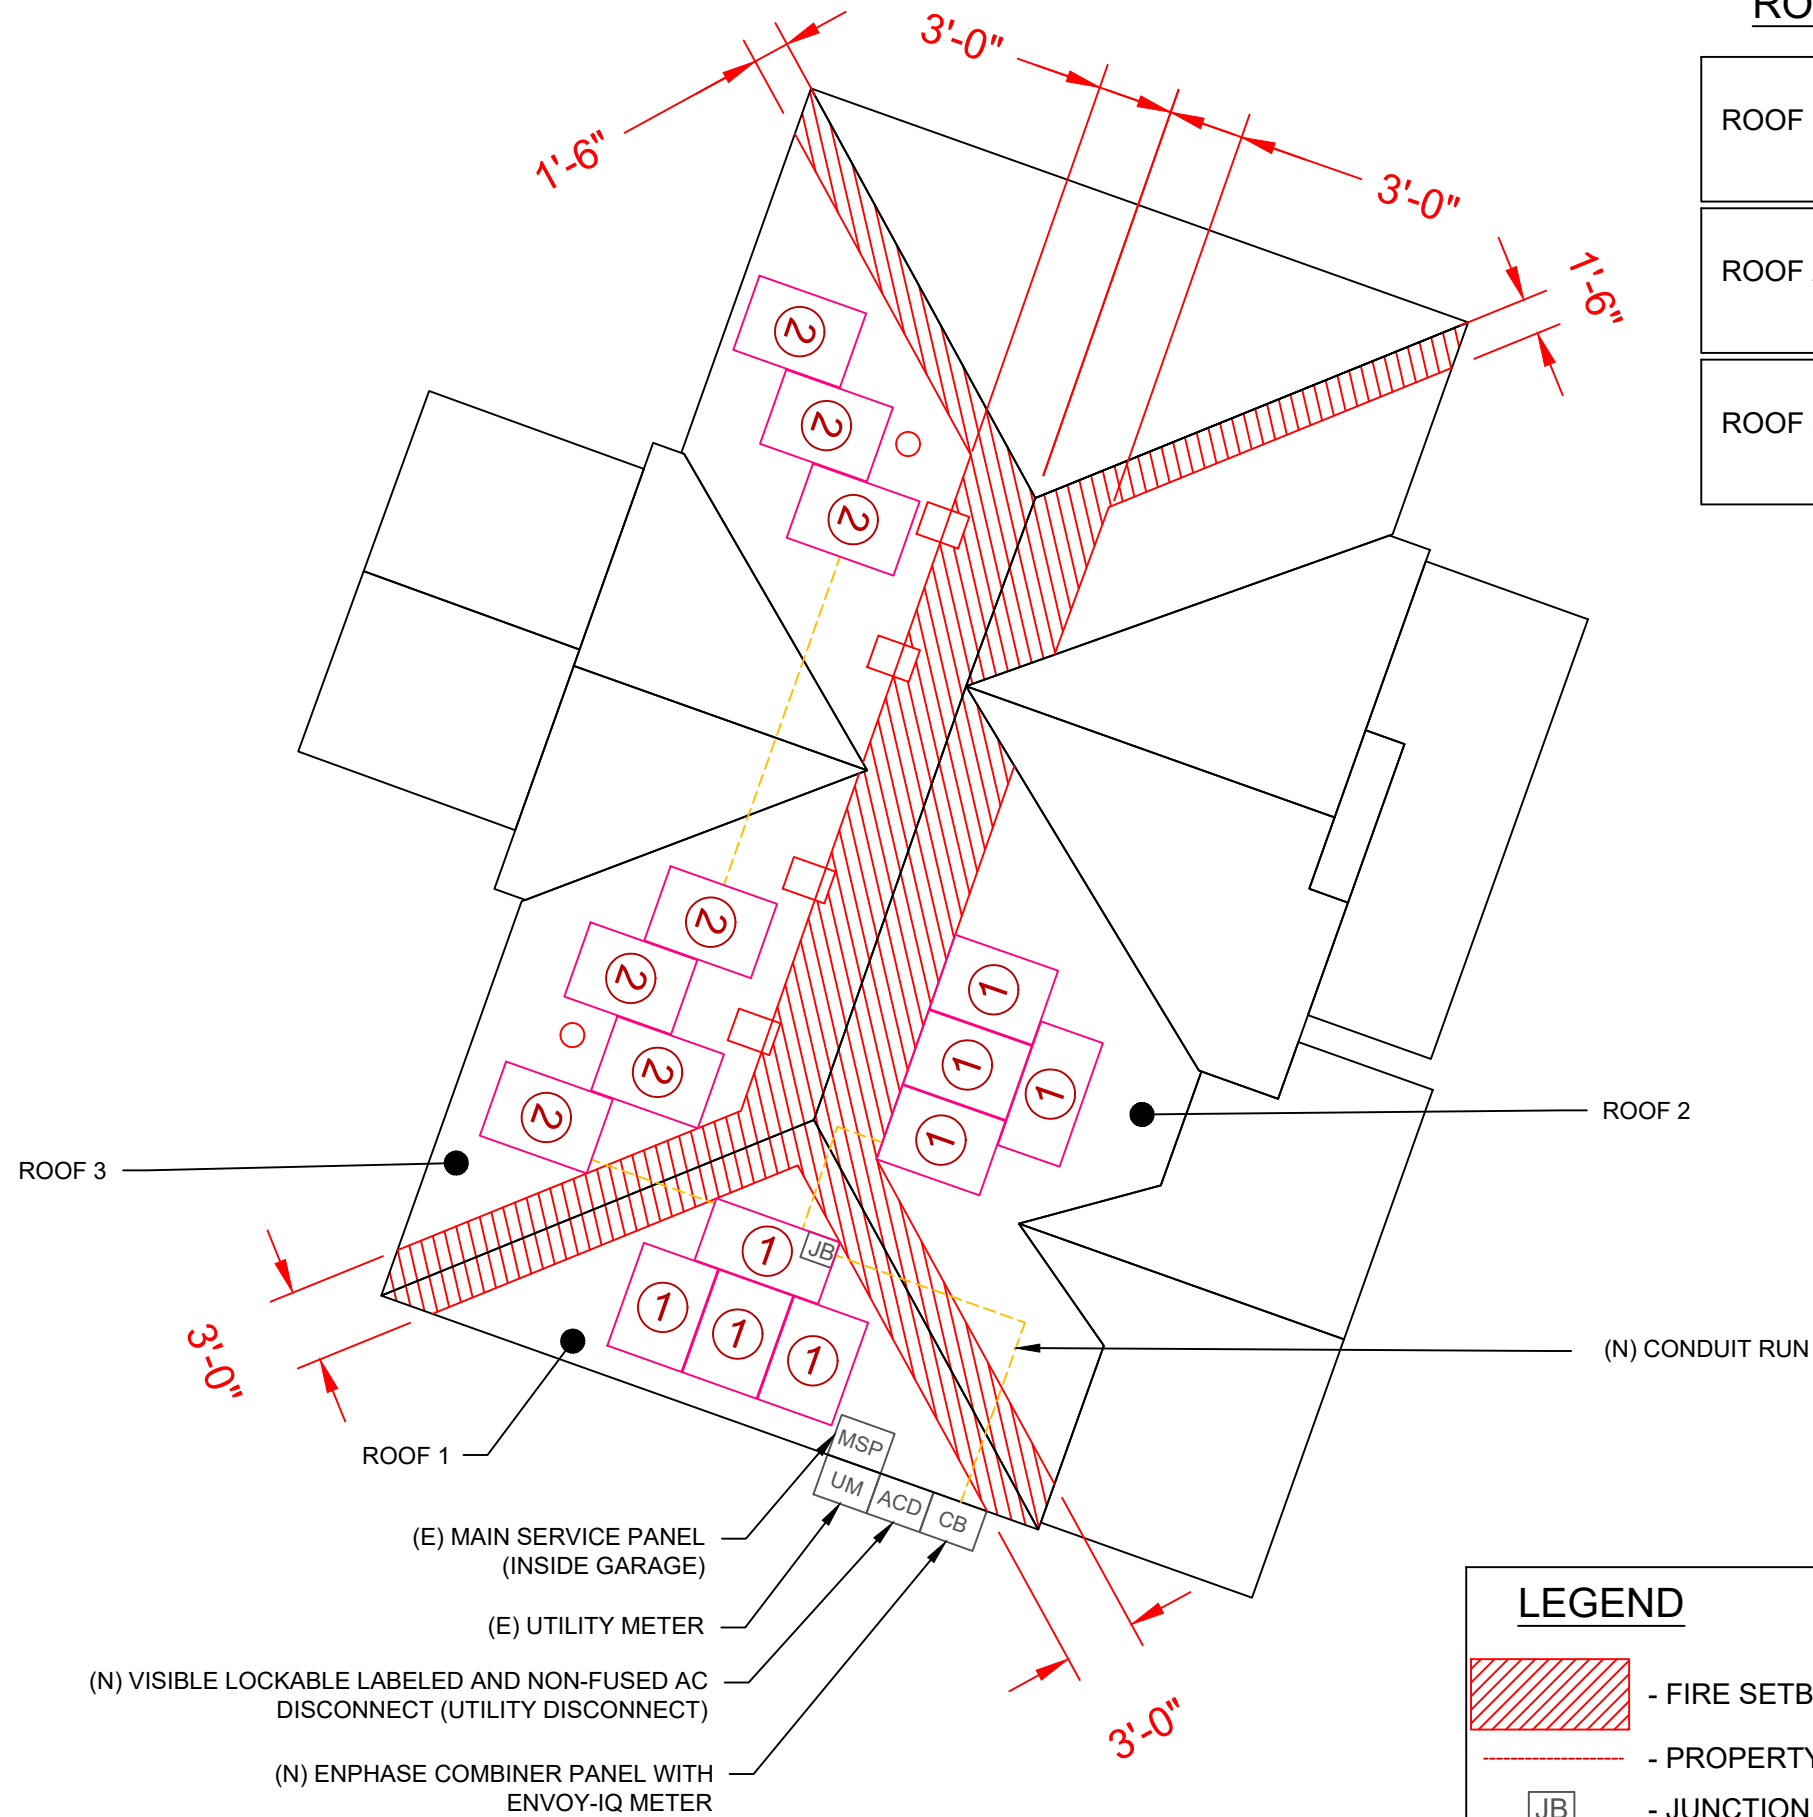 RO
3'-0"
1'-6"
3'-0"
1'-6"
ROOF
ROOF
ROOF
2
2
2
2
2
2
2
1
1
1
1
ROOF 2
ROOF 3
1
JB
1
1
1
3'-0"
(N) CONDUIT RUN
ROOF 1
MSP
UM
ACD
CB
(E) MAIN SERVICE PANEL
(INSIDE GARAGE)
(E) UTILITY METER
(N) VISIBLE LOCKABLE LABELED AND NON-FUSED AC
DISCONNECT (UTILITY DISCONNECT)
(N) ENPHASE COMBINER PANEL WITH
ENVOY-IQ METER
3'-0"
LEGEND
- FIRE SETB
- PROPERTY
JB
- JUNCTION